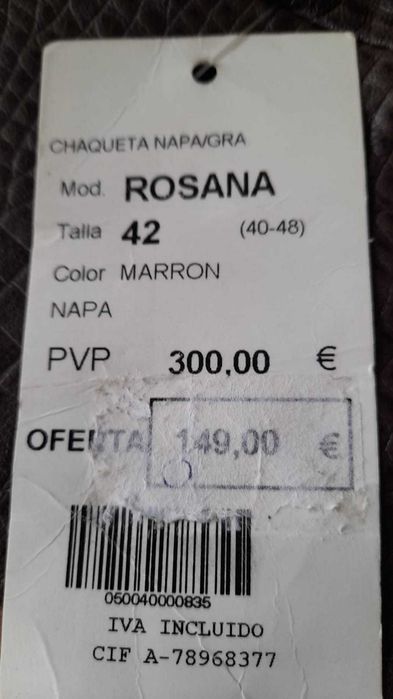 CHAQUETA NAPA/GRA
Mod. ROSANA
Talla 42 (40-48)
Color MARRON
NAPA
PVP 300,00 €
OFERTA 149,00 €
050040000835
IVA INCLUIDO
CIF A-78968377